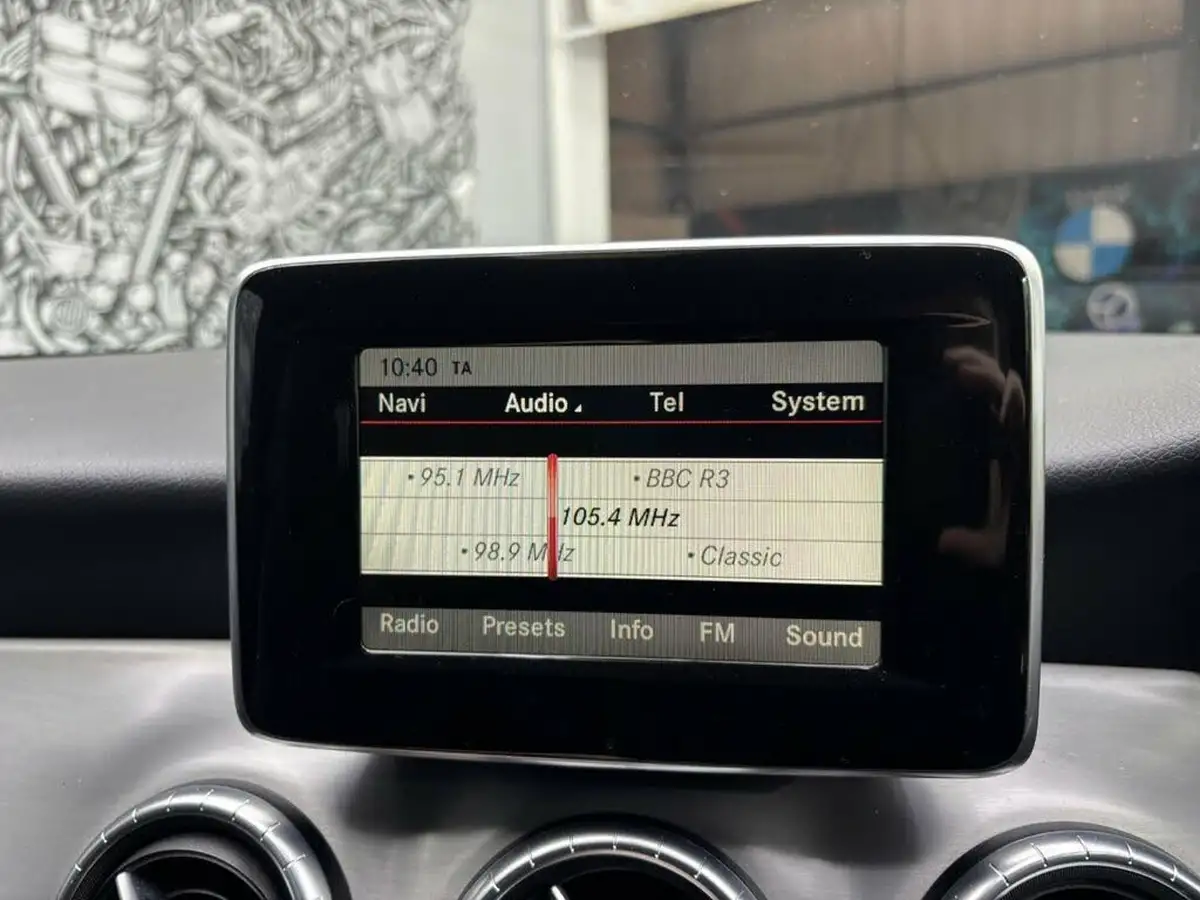 10:40 TA
Navi Audio Tel System
• 95.1 MHz • BBC R3
105.4 MHz
• 98.9 MHz • Classic
Radio Presets Info FM Sound